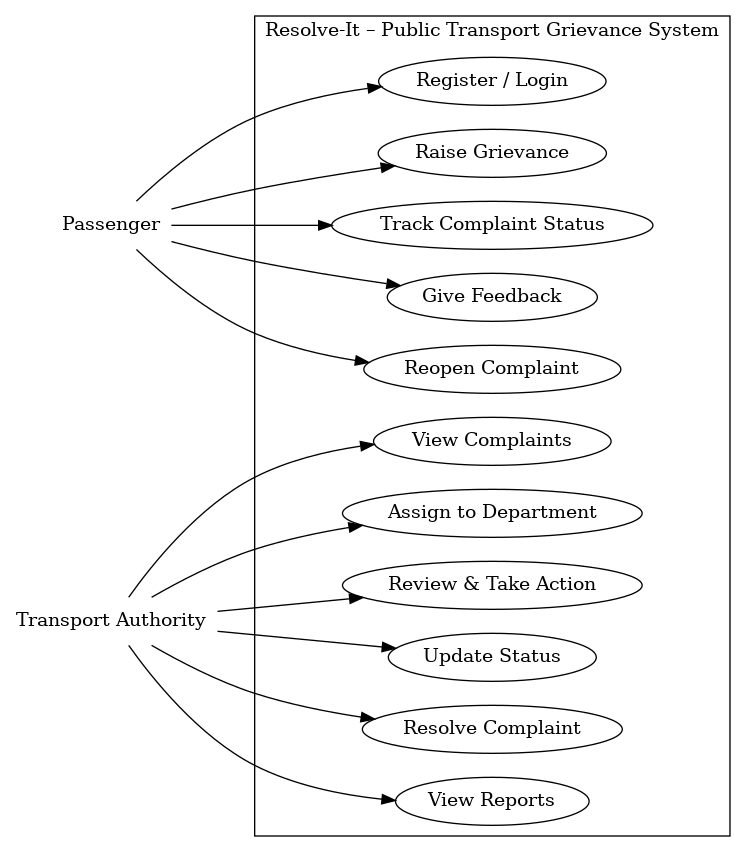 Resolve-It – Public Transport Grievance System
Register / Login
Raise Grievance
Passenger
Track Complaint Status
Give Feedback
Reopen Complaint
View Complaints
Assign to Department
Review & Take Action
Transport Authority
Update Status
Resolve Complaint
View Reports